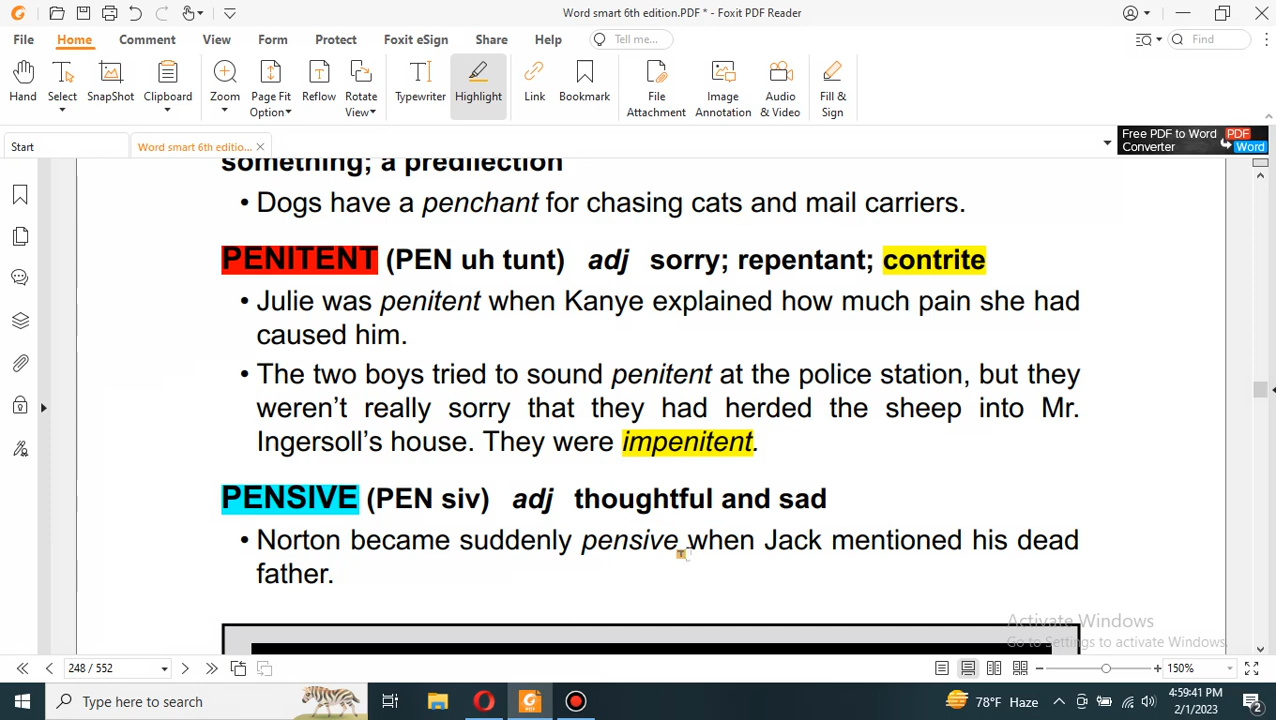 Word smart 6th edition.PDF * - Foxit PDF Reader
File Home Comment View Form Protect Foxit eSign Share Help Tell me... Find
Hand Select SnapShot Clipboard Zoom Page Fit Option Reflow Rotate View Typewriter Highlight Link Bookmark File Attachment Image Annotation Audio & Video Fill & Sign
Start Word smart 6th editio... Free PDF to Word Converter PDF Word
something; a predilection
• Dogs have a penchant for chasing cats and mail carriers.
PENITENT (PEN uh tunt) adj sorry; repentant; contrite
• Julie was penitent when Kanye explained how much pain she had
caused him.
• The two boys tried to sound penitent at the police station, but they
weren’t really sorry that they had herded the sheep into Mr.
Ingersoll’s house. They were impenitent.
PENSIVE (PEN siv) adj thoughtful and sad
• Norton became suddenly pensive when Jack mentioned his dead
father.
Activate Windows
Go to Settings to activate Windows.
248 / 552 150%
Type here to search 78°F Haze 4:59:41 PM
2/1/2023 2